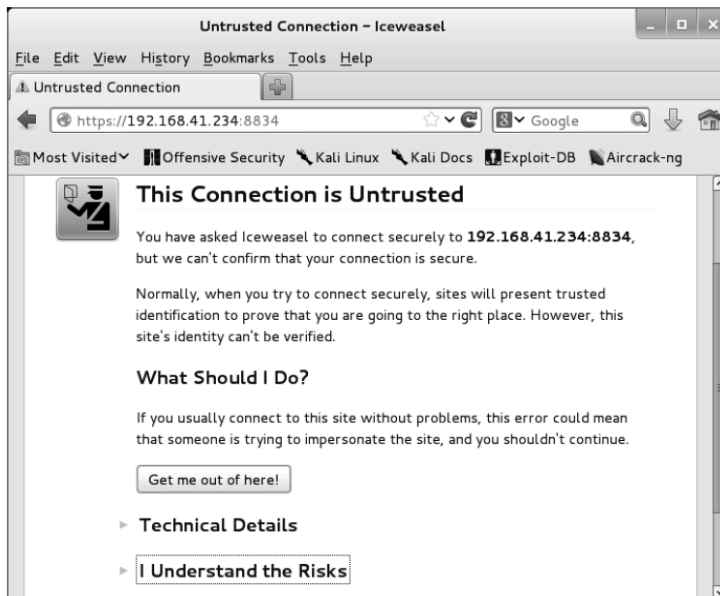 Untrusted Connection – Iceweasel
File Edit View History Bookmarks Tools Help
Untrusted Connection
https://192.168.41.234:8834 8 Google
Most Visited Offensive Security Kali Linux Kali Docs Exploit-DB Aircrack-ng
This Connection is Untrusted
You have asked Iceweasel to connect securely to 192.168.41.234:8834,
but we can't confirm that your connection is secure.
Normally, when you try to connect securely, sites will present trusted
identification to prove that you are going to the right place. However, this
site's identity can't be verified.
What Should I Do?
If you usually connect to this site without problems, this error could mean
that someone is trying to impersonate the site, and you shouldn't continue.
Get me out of here!
Technical Details
I Understand the Risks